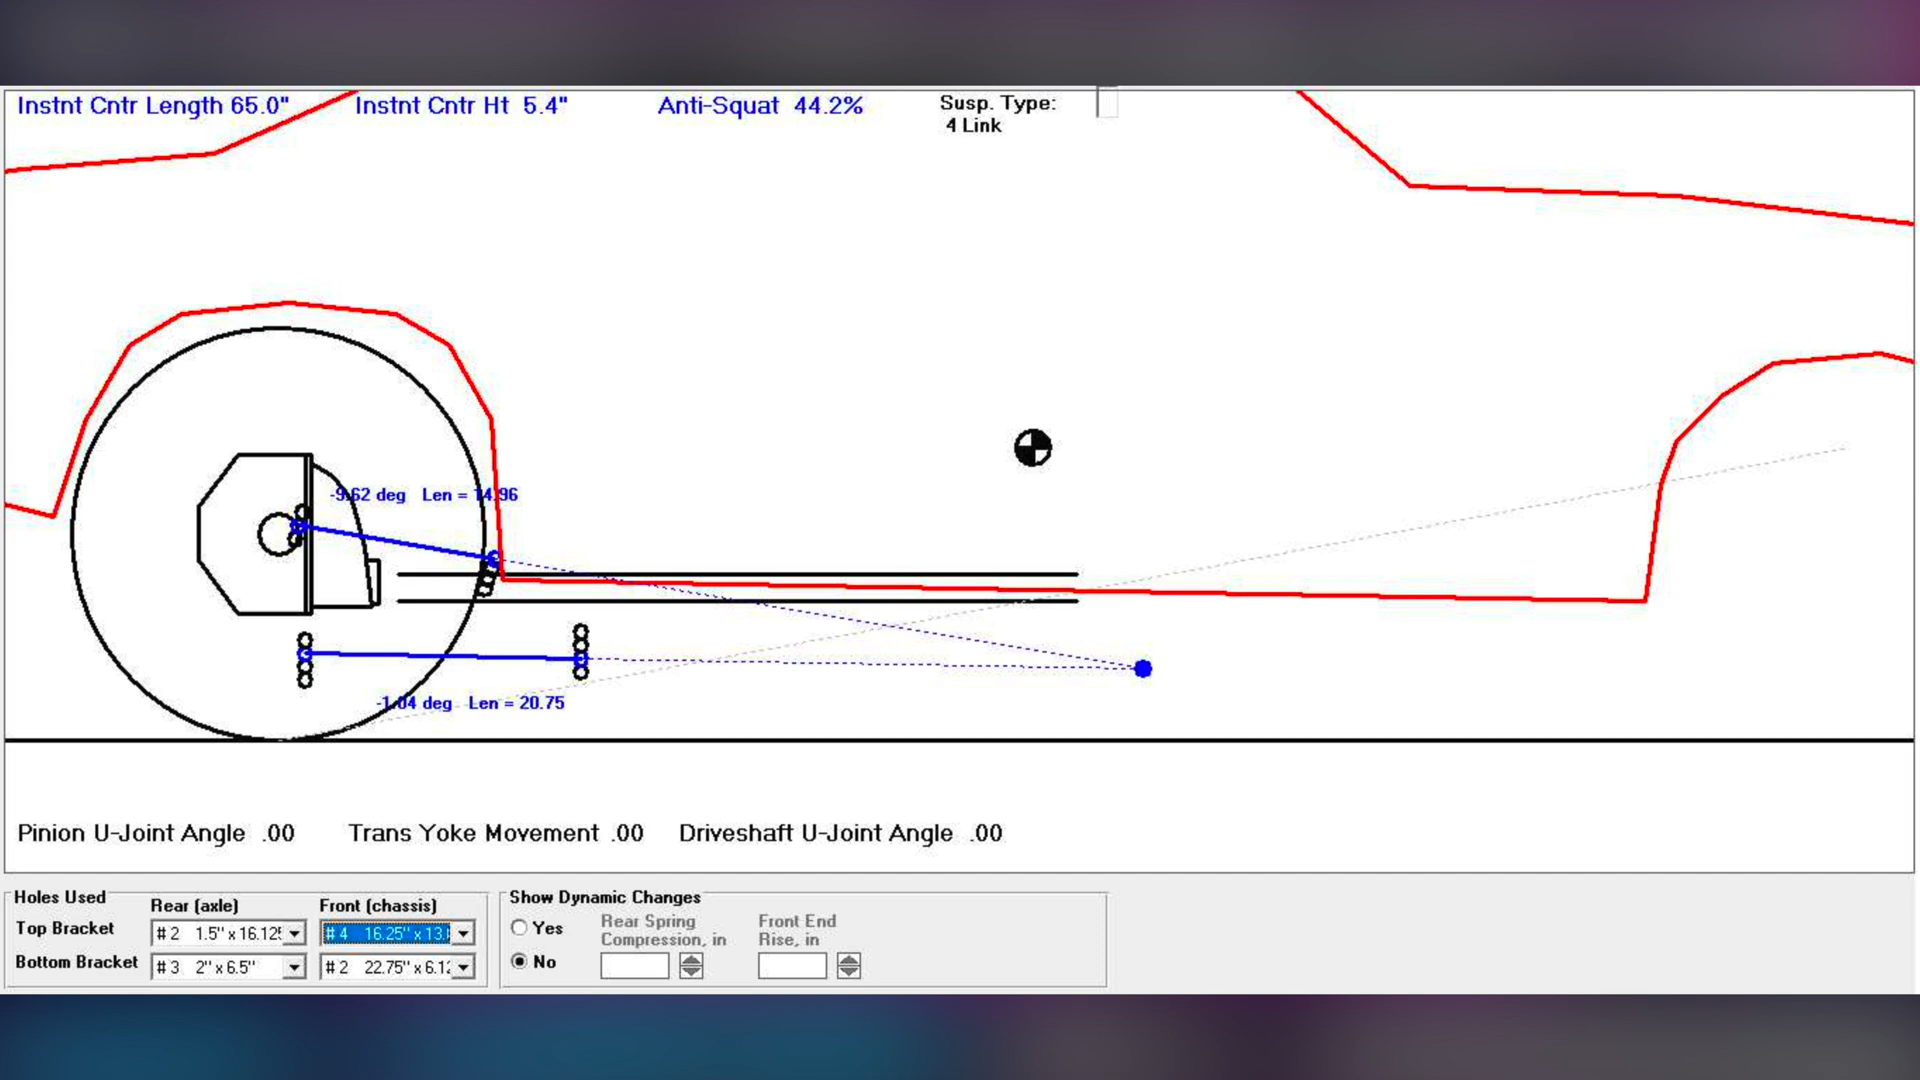 Instnt Cntr Length 65.0" Instnt Cntr Ht 5.4" Anti-Squat 44.2% Susp. Type:
4 Link
-9.62 deg Len = 14.96
-1.04 deg Len = 20.75
Pinion U-Joint Angle .00 Trans Yoke Movement .00 Driveshaft U-Joint Angle .00
Holes Used
Rear (axle) Front (chassis)
Top Bracket #2 1.5" x 16.125 #4 16.25" x 13.
Bottom Bracket #3 2" x 6.5" #2 22.75" x 6.12
Show Dynamic Changes
Yes
No
Rear Spring
Compression, in
Front End
Rise, in